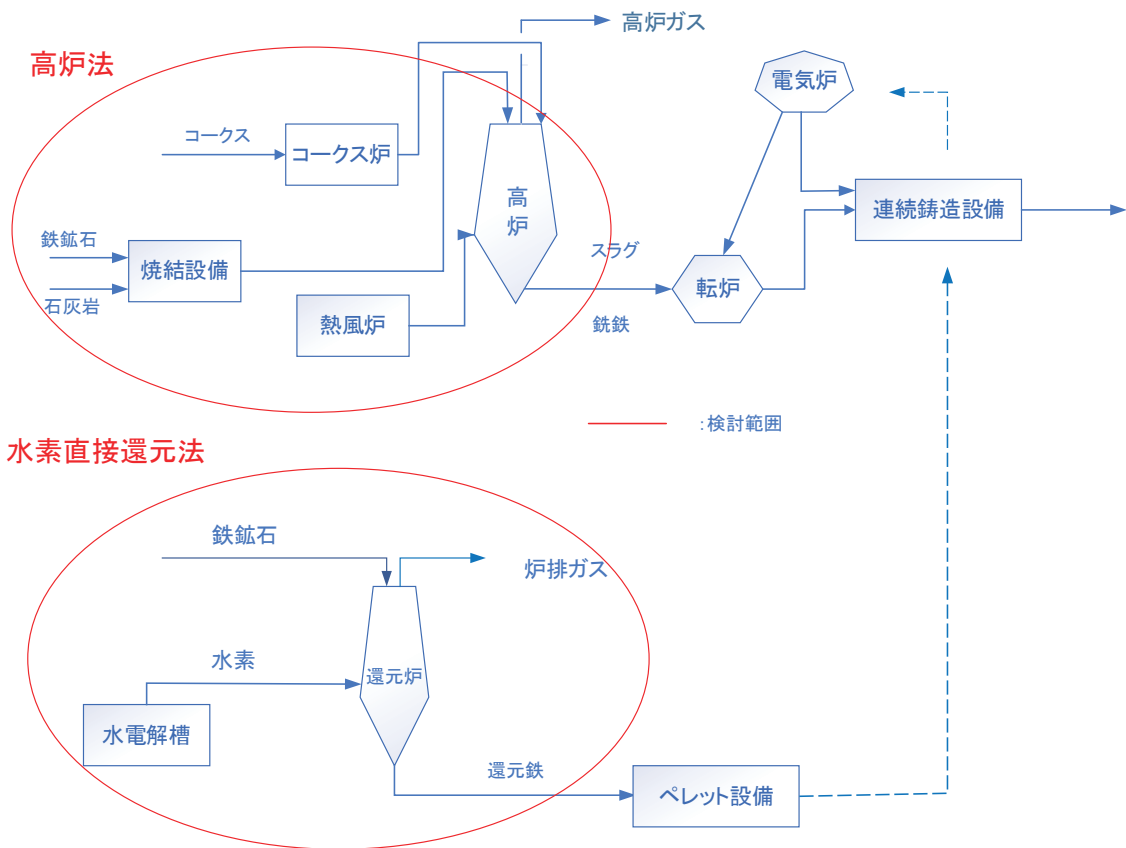 高炉ガス
高炉法
電気炉
コークス
コークス炉
高
炉
連続鋳造設備
鉄鉱石
焼結設備
石灰岩
スラグ
転炉
熱風炉
銑鉄
:検討範囲
水素直接還元法
鉄鉱石
炉排ガス
水素
還元炉
水電解槽
還元鉄
ペレット設備